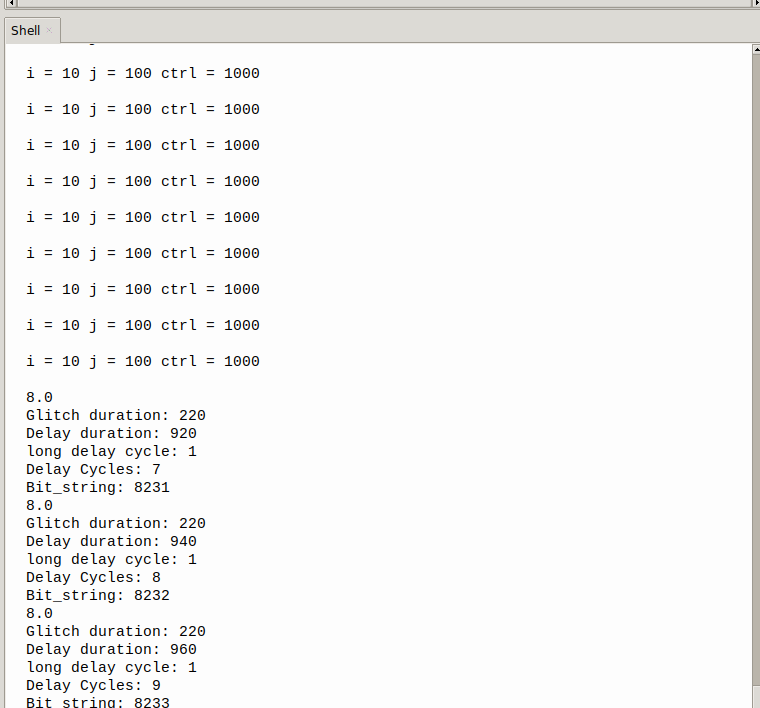 Shell
i = 10 j = 100 ctrl = 1000
i = 10 j = 100 ctrl = 1000
i = 10 j = 100 ctrl = 1000
i = 10 j = 100 ctrl = 1000
i = 10 j = 100 ctrl = 1000
i = 10 j = 100 ctrl = 1000
i = 10 j = 100 ctrl = 1000
i = 10 j = 100 ctrl = 1000
i = 10 j = 100 ctrl = 1000
8.0
Glitch duration: 220
Delay duration: 920
long delay cycle: 1
Delay Cycles: 7
Bit_string: 8231
8.0
Glitch duration: 220
Delay duration: 940
long delay cycle: 1
Delay Cycles: 8
Bit_string: 8232
8.0
Glitch duration: 220
Delay duration: 960
long delay cycle: 1
Delay Cycles: 9
Bit string: 8233